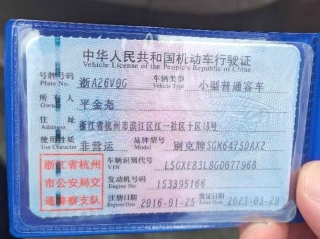 中华人民共和国机动车行驶证
Vehicle License of the People's Republic of China
号牌号码 浙A26V0G 车辆类型 小型普通客车
Plate No. Vehicle Type
所有人 平金尧
Owner
住址 浙江省杭州市滨江区江一社区十区15号
Address
使用性质 非营运 品牌型号 别克牌SGK6475DAX2
Use Character Model
浙江省杭州 车辆识别代号 LSGXE83L8GD077968
市公安局交 VIN
通警察支队 发动机号码 153395166
Engine No.
注册日期 2016-01-25 发证日期 2023-03-29
Register Date Issue Date